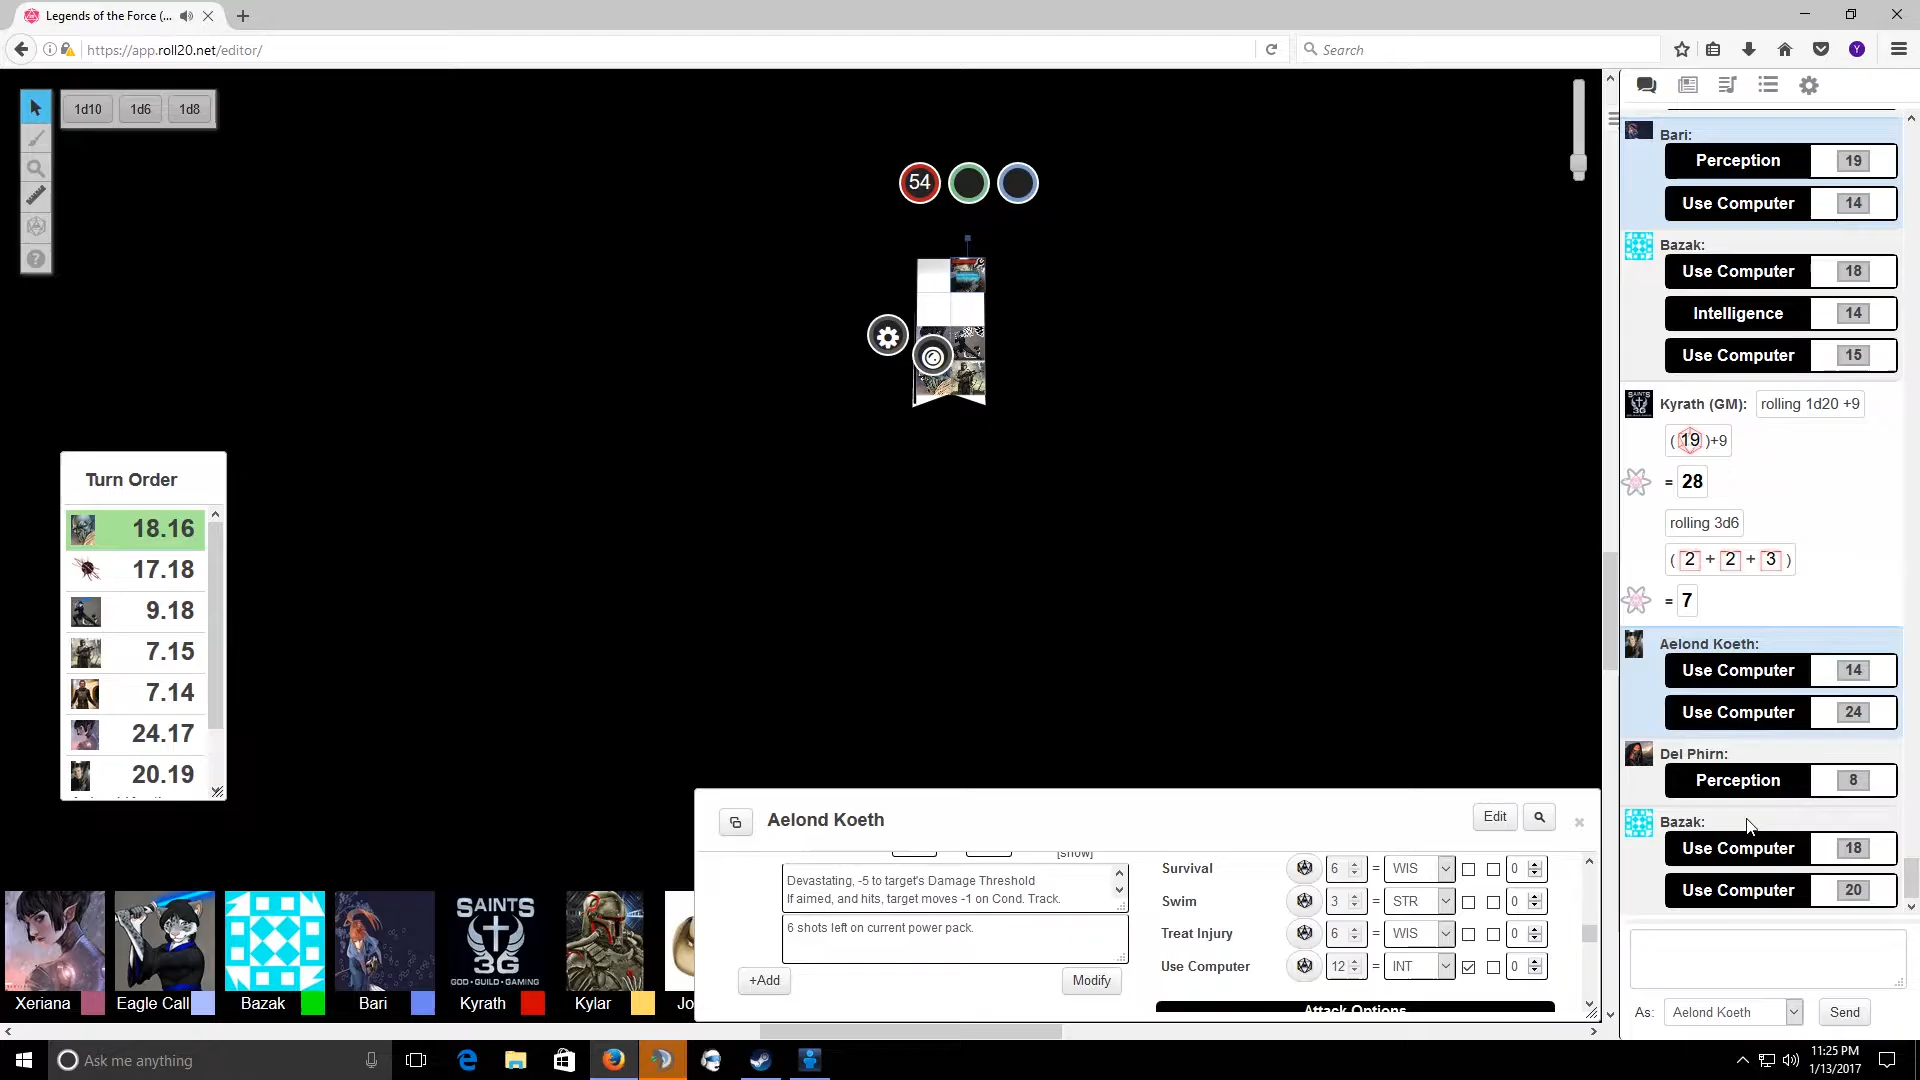 Legends of the Force (...
https://app.roll20.net/editor/
Search
1d10
1d6
1d8
54
Turn Order
18.16
17.18
9.18
7.15
7.14
24.17
20.19
Bari:
Perception 19
Use Computer 14
Bazak:
Use Computer 18
Intelligence 14
Use Computer 15
SAINTS
3G
Kyrath (GM): rolling 1d20 +9
(19)+9
= 28
rolling 3d6
(2 + 2 + 3)
= 7
Aelond Koeth:
Use Computer 14
Use Computer 24
Del Phirn:
Perception 8
Bazak:
Use Computer 18
Use Computer 20
As: Aelond Koeth
Send
Aelond Koeth
Edit
[show]
Devastating, -5 to target's Damage Threshold
If aimed, and hits, target moves -1 on Cond. Track.
6 shots left on current power pack.
+Add
Modify
Survival 6 = WIS 0
Swim 3 = STR 0
Treat Injury 6 = WIS 0
Use Computer 12 = INT 0
Attack Options
SAINTS
3G
GOD · GUILD · GAMING
Xeriana
Eagle Call
Bazak
Bari
Kyrath
Kylar
Jo
Ask me anything
11:25 PM
1/13/2017